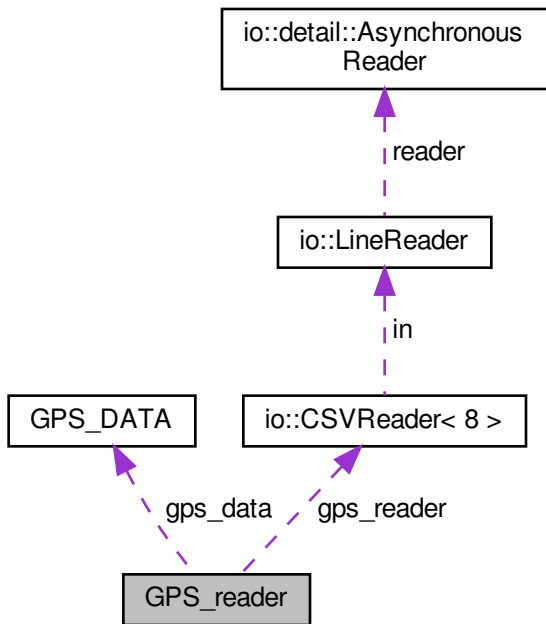 io::detail::Asynchronous
Reader
reader
io::LineReader
in
GPS_DATA
io::CSVReader< 8 >
gps_data
gps_reader
GPS_reader